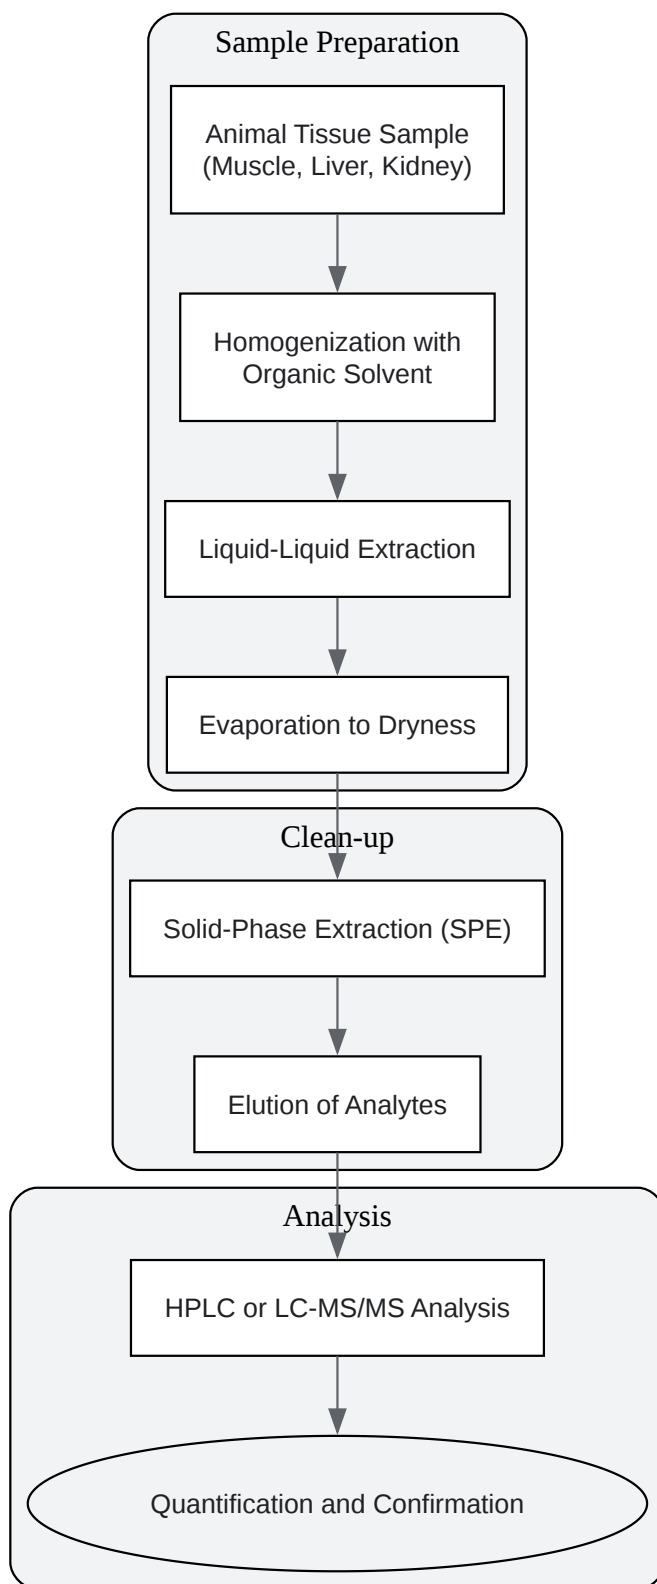 Sample Preparation
Animal Tissue Sample
(Muscle, Liver, Kidney)
Homogenization with
Organic Solvent
Liquid-Liquid Extraction
Evaporation to Dryness
Clean-up
Solid-Phase Extraction (SPE)
Elution of Analytes
Analysis
HPLC or LC-MS/MS Analysis
Quantification and Confirmation